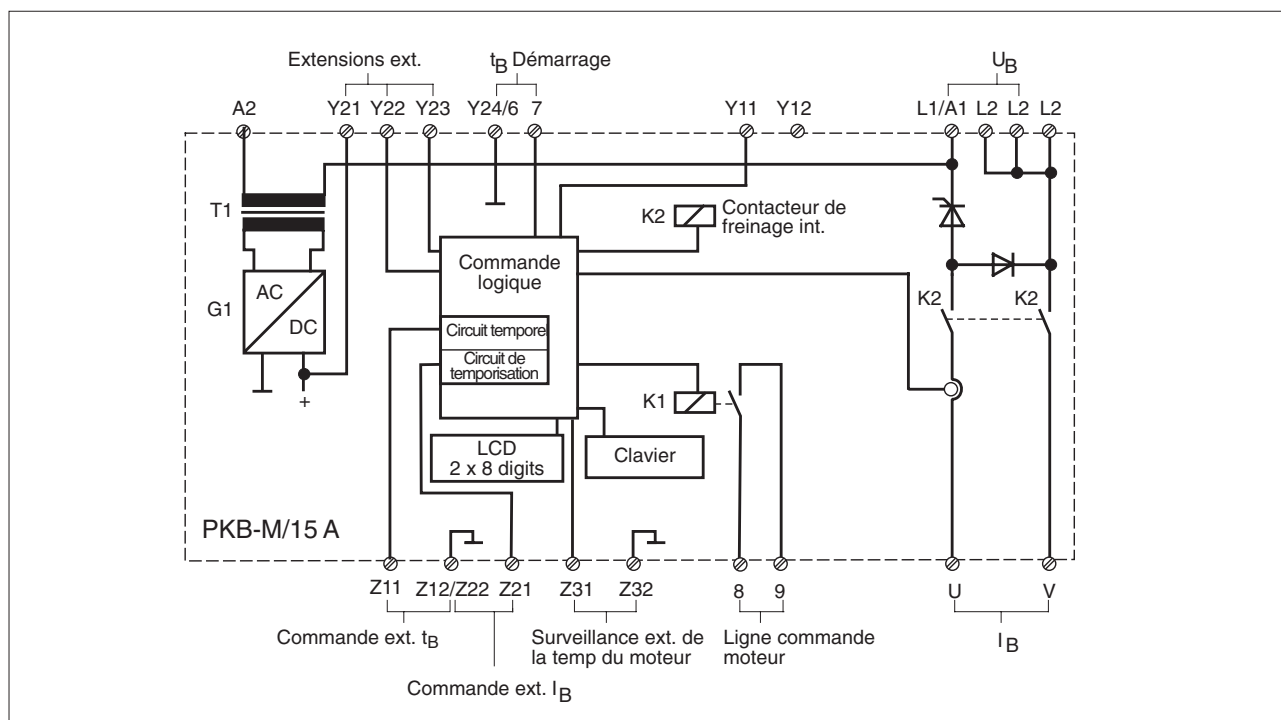 Extensions ext.
tB Démarrage
UB
A2
Y21
Y22
Y23
Y24/6
7
Y11
Y12
L1/A1
L2
L2
L2
T1
K2
Contacteur de
freinage int.
Commande
logique
G1
AC
DC
+
K2
K2
Circuit temporel
Circuit de
temporisation
K1
LCD
2 x 8 digits
Clavier
PKB-M/15 A
Z11
Z12/Z22
Z21
Z31
Z32
8
9
U
V
Commande ext. tB
Surveillance ext. de
la temp du moteur
Ligne commande
moteur
IB
Commande ext. IB